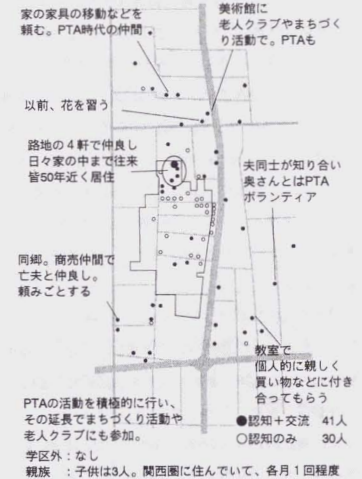 家の家具の移動などを
頼む。PTA時代の仲間
美術館に
老人クラブやまちづく
り活動で。PTAも
以前、花を習う
路地の4軒で仲良し
日々家の中まで往来
皆50年近く居住
夫同士が知り合い
奥さんとはPTA
ボランティア
同郷。商売仲間で
亡夫と仲良し。
頼みごとする
教室で
個人的に親しく
買い物などに付き
合ってもらう
PTAの活動を積極的に行い、
その延長でまちづくり活動や
老人クラブにも参加。
●認知+交流 41人
○認知のみ 30人
学区外:なし
親族 :子供は3人。関西圏に住んでいて、各月1回程度